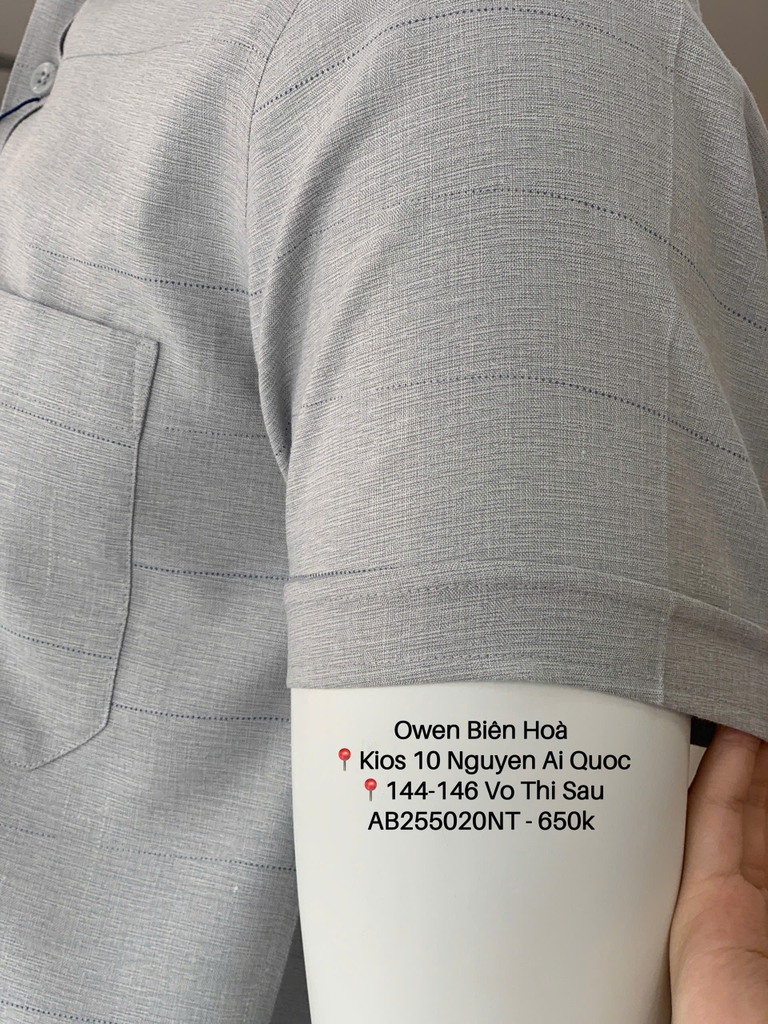 Owen Biên Hoà
📍Kios 10 Nguyen Ai Quoc
📍144-146 Vo Thi Sau
AB255020NT - 650k